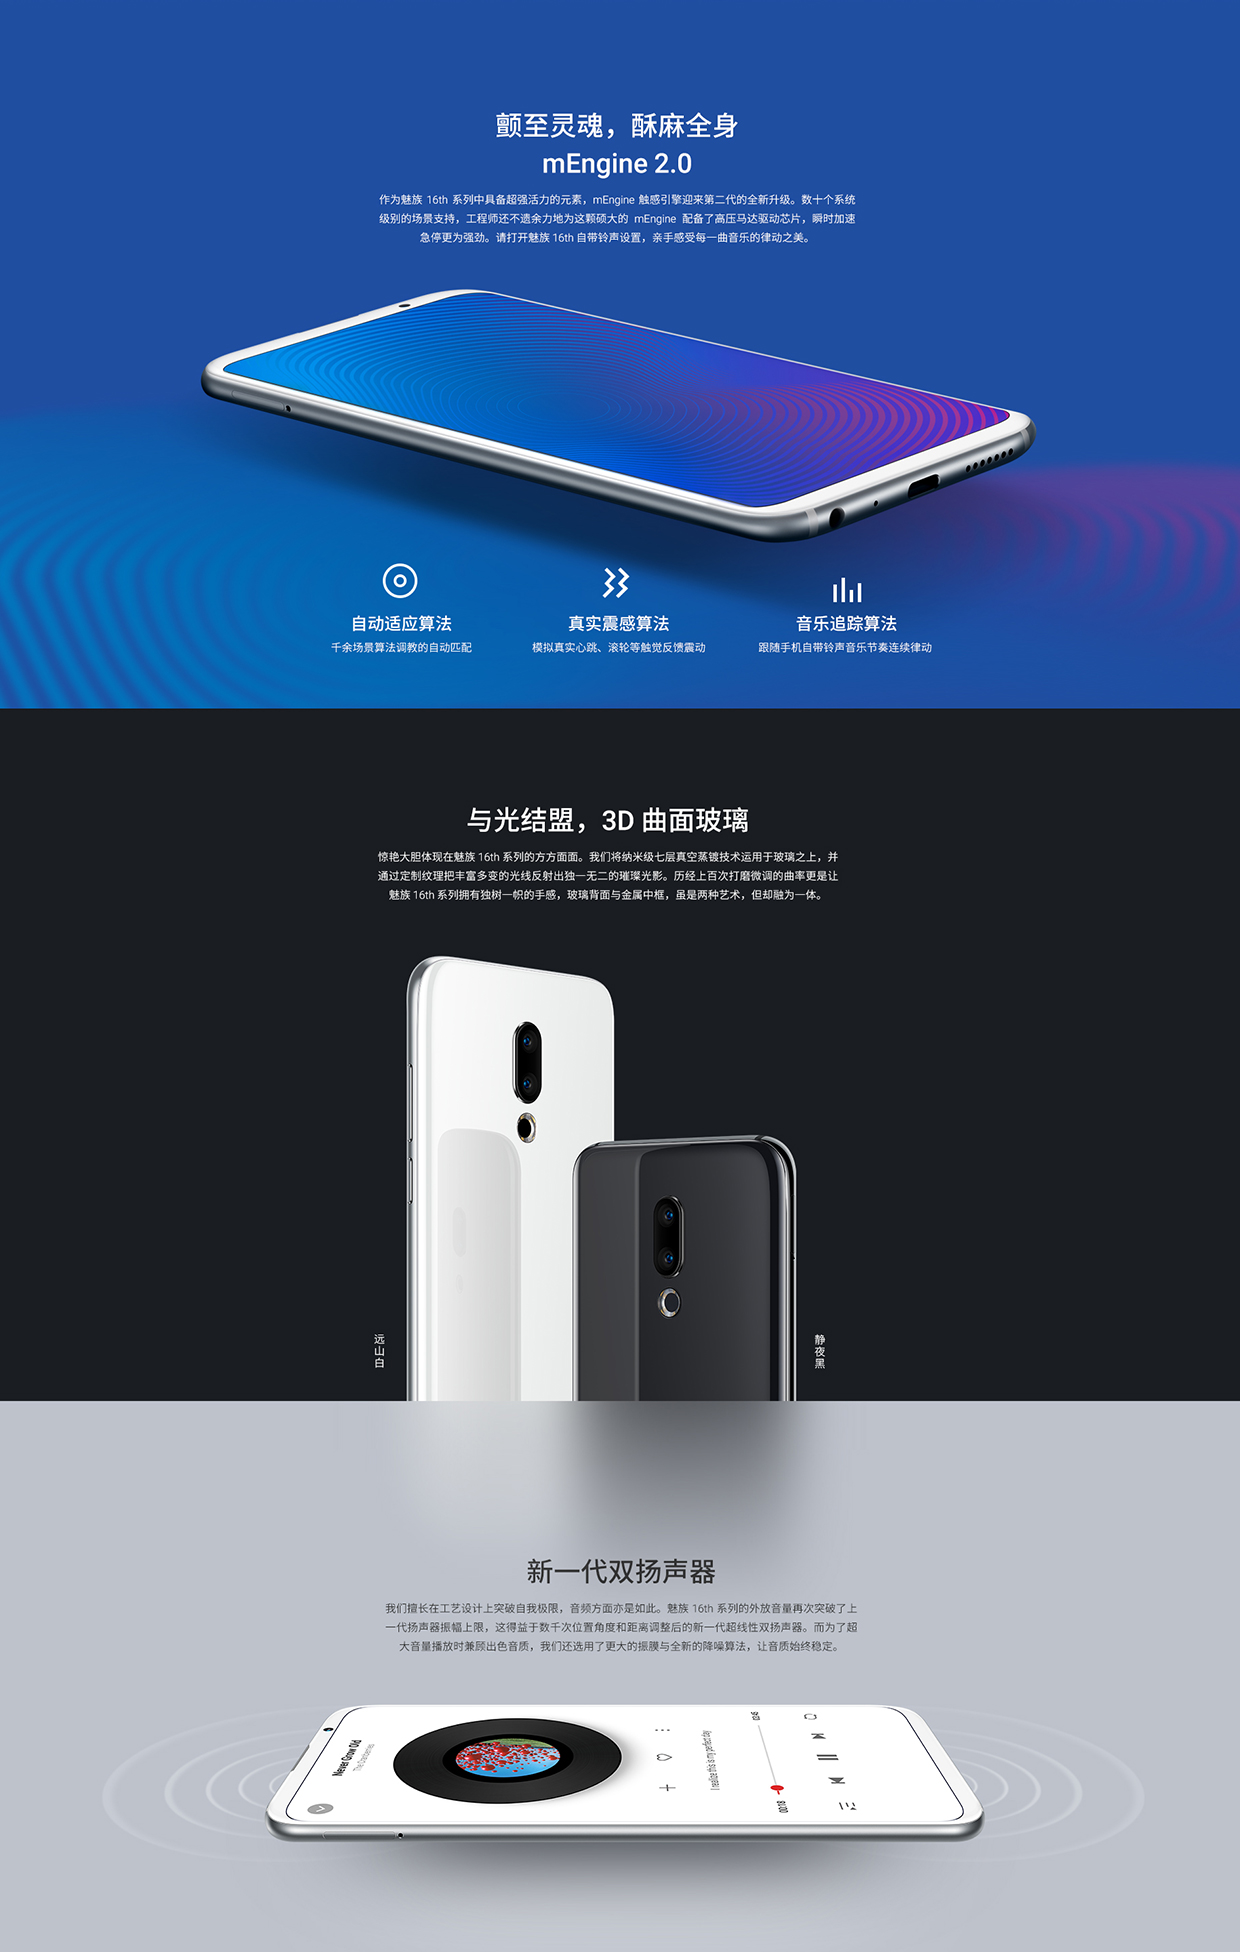 颤至灵魂，酥麻全身
mEngine 2.0
作为魅族 16th 系列中具备超强活力的元素，mEngine 触感引擎迎来第二代的全新升级。数十个系统
级别的场景支持，工程师还不遗余力地为这颗硕大的 mEngine 配备了高压马达驱动芯片，瞬时加速
急停更为强劲。请打开魅族 16th 自带铃声设置，亲手感受每一曲音乐的律动之美。
自动适应算法
千余场景算法调教的自动匹配
真实震感算法
模拟真实心跳、滚轮等触觉反馈震动
音乐追踪算法
跟随手机自带铃声音乐节奏连续律动
与光结盟，3D 曲面玻璃
惊艳大胆体现在魅族 16th 系列的方方面面。我们将纳米级七层真空蒸镀技术运用于玻璃之上，并
通过定制纹理把丰富多变的光线反射出独一无二的璀璨光影。历经上百次打磨微调的曲率更是让
魅族 16th 系列拥有独树一帜的手感，玻璃背面与金属中框，虽是两种艺术，但却融为一体。
远山白
静夜黑
新一代双扬声器
我们擅长在工艺设计上突破自我极限，音频方面亦是如此。魅族 16th 系列的外放音量再次突破了上
一代扬声器振幅上限，这得益于数千次位置角度和距离调整后的新一代超线性双扬声器。而为了超
大音量播放时兼顾出色音质，我们还选用了更大的振膜与全新的降噪算法，让音质始终稳定。
Never Grow Old
The Cranberries
I realize this is my perfect day
03:45
00:18